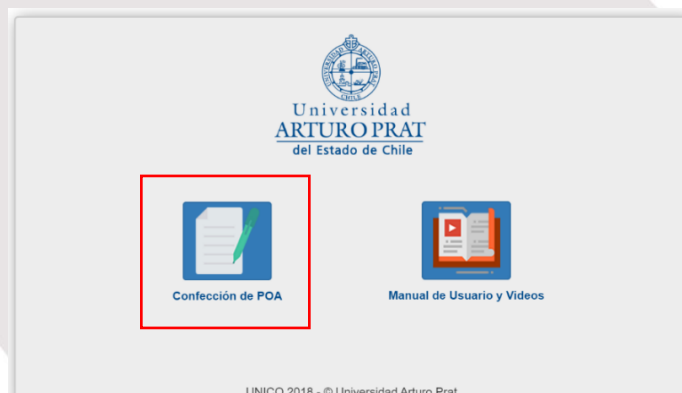 Universidad
ARTURO PRAT
del Estado de Chile
Confección de POA
Manual de Usuario y Videos
UNICO 2018 - © Universidad Arturo Prat